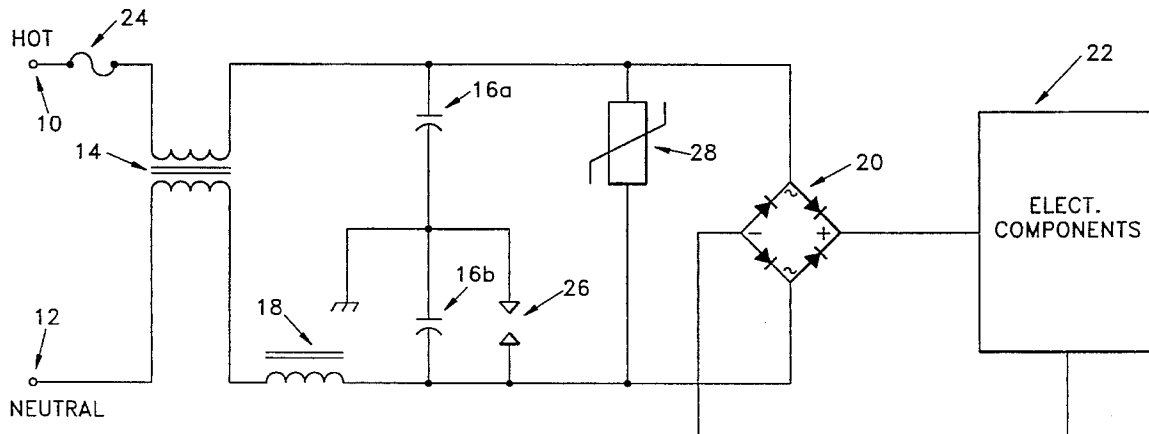 24
HOT
10
14
16a
28
22
20
~
− +
~
ELECT.
COMPONENTS
16b
26
18
12
NEUTRAL